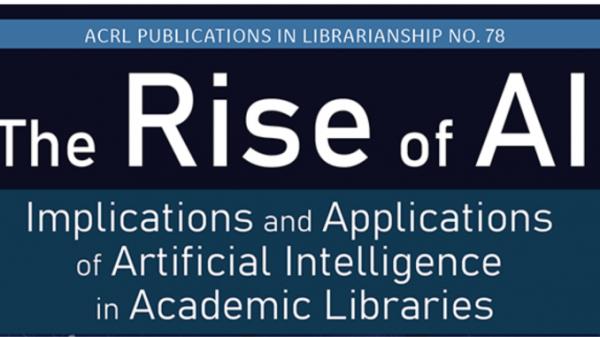 ACRL PUBLICATIONS IN LIBRARIANSHIP NO. 78
The Rise of AI
Implications and Applications
of Artificial Intelligence
in Academic Libraries